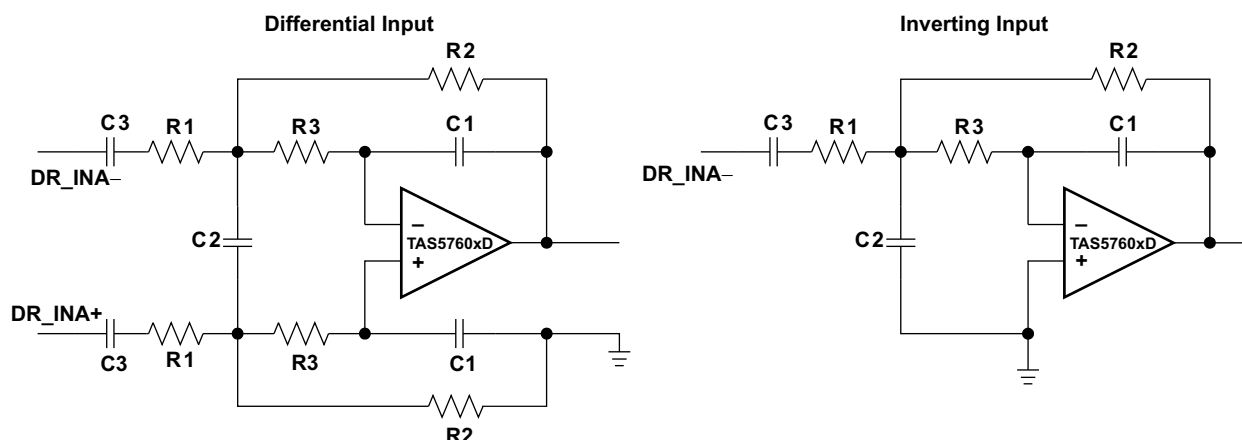 Differential Input
R2
C3
R1
R3
C1
DR_INA−
C2
−
TAS5760xD
+
DR_INA+
C3
R1
R3
C1
R2
Inverting Input
R2
C3
R1
R3
C1
DR_INA−
C2
−
TAS5760xD
+